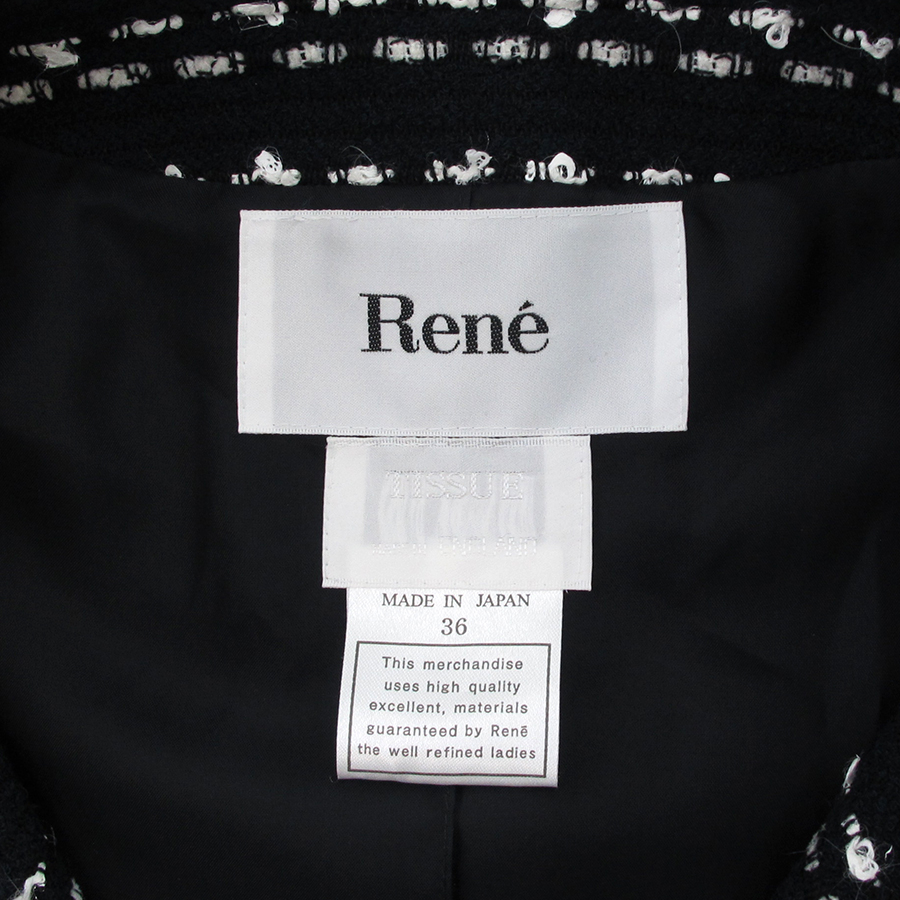 René
TISSUE
ENGLAND
MADE IN JAPAN
36
This merchandise
uses high quality
excellent, materials
guaranteed by René
the well refined ladies